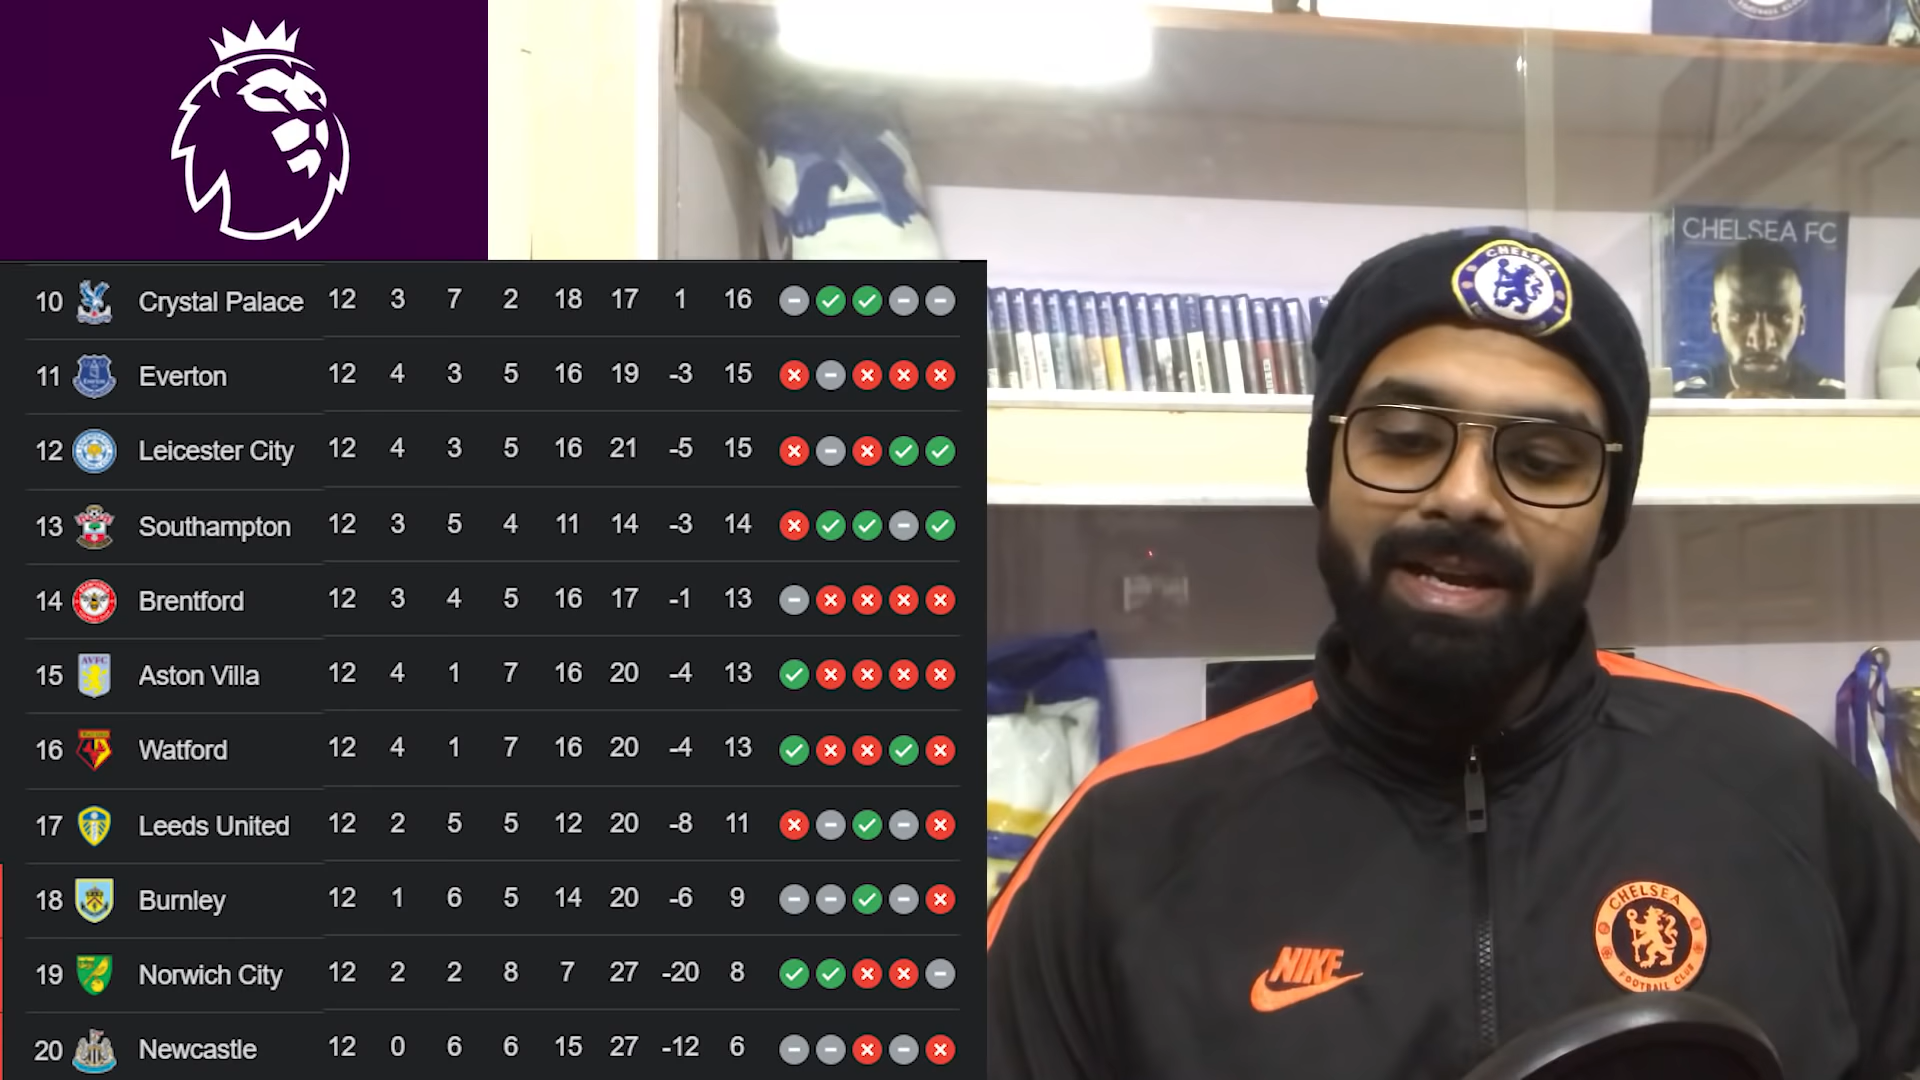 CHELSEA FC
CHELSEA
10 Crystal Palace 12 3 7 2 18 17 1 16
11 Everton 12 4 3 5 16 19 -3 15
12 Leicester City 12 4 3 5 16 21 -5 15
13 Southampton 12 3 5 4 11 14 -3 14
14 Brentford 12 3 4 5 16 17 -1 13
15 AVFC Aston Villa 12 4 1 7 16 20 -4 13
16 Watford 12 4 1 7 16 20 -4 13
17 Leeds United 12 2 5 5 12 20 -8 11
18 Burnley 12 1 6 5 14 20 -6 9
19 Norwich City 12 2 2 8 7 27 -20 8
20 Newcastle 12 0 6 6 15 27 -12 6
NIKE
CHELSEA
FOOTBALL CLUB